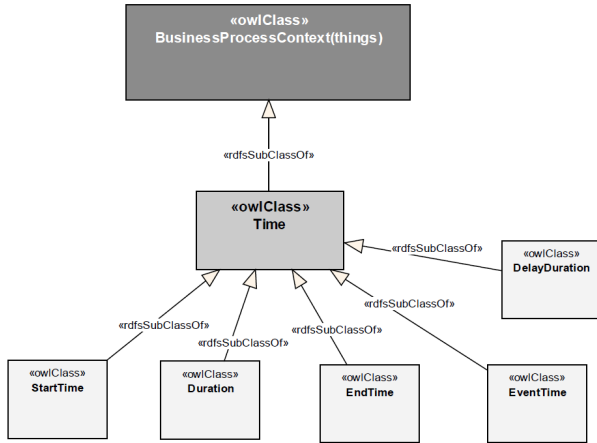 «owlClass»
BusinessProcessContext(things)
«rdfsSubClassOf»
«owlClass»
Time
«rdfsSubClassOf»
«owlClass»
DelayDuration
«rdfsSubClassOf»
«rdfsSubClassOf»
«rdfsSubClassOf»
«rdfsSubClassOf»
«owlClass»
StartTime
«owlClass»
Duration
«owlClass»
EndTime
«owlClass»
EventTime